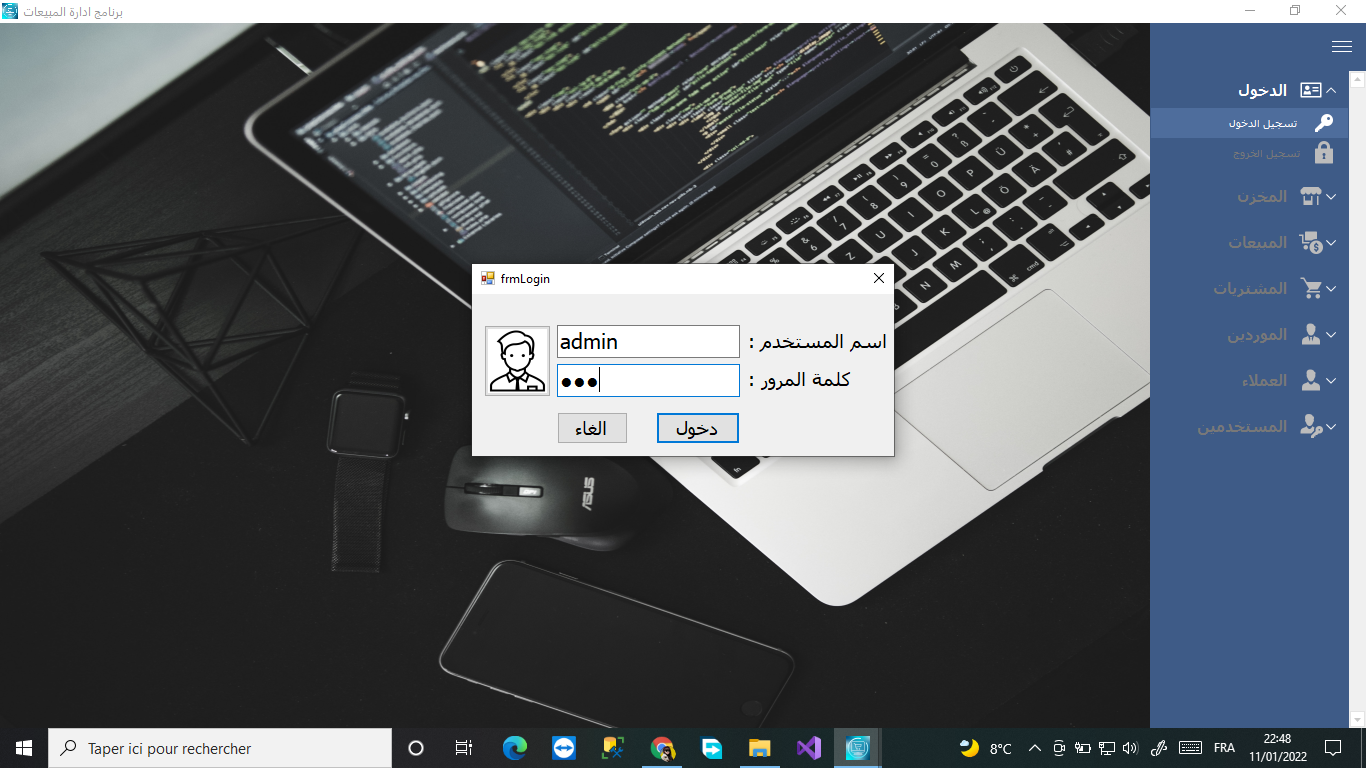 برنامج ادارة المبيعات
الدخول
تسجيل الدخول
تسجيل الخروج
المخزن
المبيعات
المشتريات
الموردين
العملاء
المستخدمين
frmLogin
اسم المستخدم :
admin
كلمة المرور :
●●●
دخول
الغاء
ASUS
Taper ici pour rechercher
8°C
FRA
22:48
11/01/2022